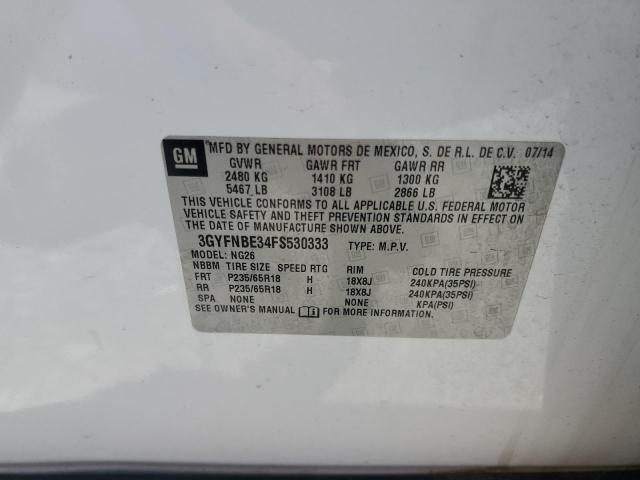 GM
MFD BY GENERAL MOTORS DE MEXICO, S. DE R.L. DE C.V. 07/14
GVWR GAWR FRT GAWR RR
2480 KG 1410 KG 1300 KG
5467 LB 3108 LB 2866 LB
THIS VEHICLE CONFORMS TO ALL APPLICABLE U.S. FEDERAL MOTOR
VEHICLE SAFETY AND THEFT PREVENTION STANDARDS IN EFFECT ON
THE DATE OF MANUFACTURE SHOWN ABOVE.
3GYFNBE34FS530333 TYPE: M.P.V.
MODEL: NG26
NBBM TIRE SIZE SPEED RTG RIM COLD TIRE PRESSURE
FRT P235/65R18 H 18X8J 240KPA(35PSI)
RR P235/65R18 H 18X8J 240KPA(35PSI)
SPA NONE NONE KPA(PSI)
SEE OWNER'S MANUAL FOR MORE INFORMATION.